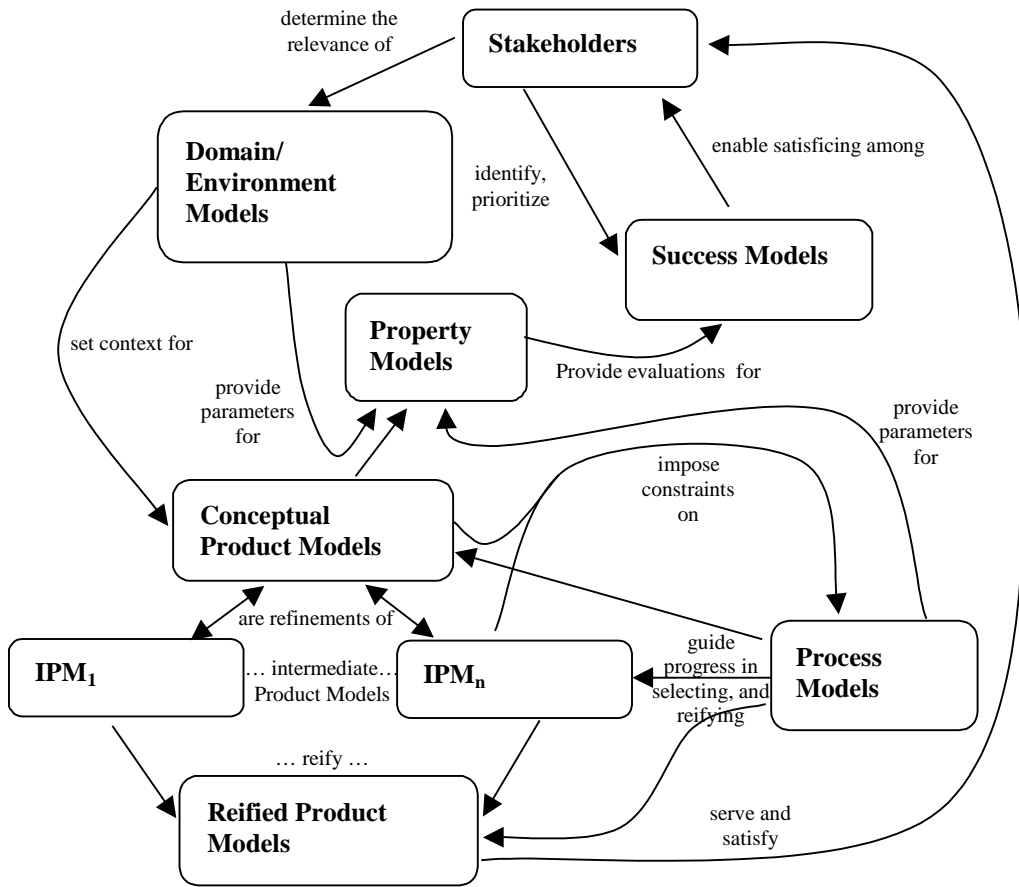 determine the
relevance of
Stakeholders
Domain/
Environment
Models
identify,
prioritize
enable satisficing among
Success Models
set context for
Property
Models
Provide evaluations for
provide
parameters
for
provide
parameters
for
impose
constraints
on
Conceptual
Product Models
are refinements of
IPM1
… intermediate…
Product Models
IPMn
guide
progress in
selecting, and
reifying
Process
Models
… reify …
Reified Product
Models
serve and
satisfy